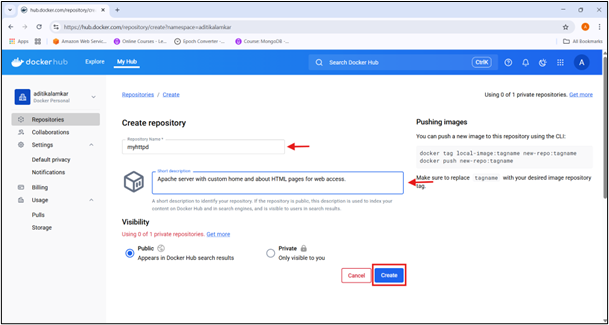 hub.docker.com/repository/crea
https://hub.docker.com/repository/create?namespace=aditikalamkar
Apps
Amazon Web Servic...
Online Courses - Le...
Epoch Converter -...
Course: MongoDB -...
All Bookmarks
dockerhub
Explore
My Hub
Search Docker Hub
CtrlK
A
aditikalamkar
Docker Personal
Repositories
Collaborations
Settings
Default privacy
Notifications
Billing
Usage
Pulls
Storage
Repositories / Create
Using 0 of 1 private repositories. Get more
Create repository
Repository Name *
myhttpd
Short description
Apache server with custom home and about HTML pages for web access.
A short description to identify your repository. If the repository is public, this description is used to index your
content on Docker Hub and in search engines, and is visible to users in search results.
Visibility
Using 0 of 1 private repositories. Get more
Public
Appears in Docker Hub search results
Private
Only visible to you
Cancel
Create
Pushing images
You can push a new image to this repository using the CLI:
docker tag local-image:tagname new-repo:tagname
docker push new-repo:tagname
Make sure to replace tagname with your desired image repository
tag.